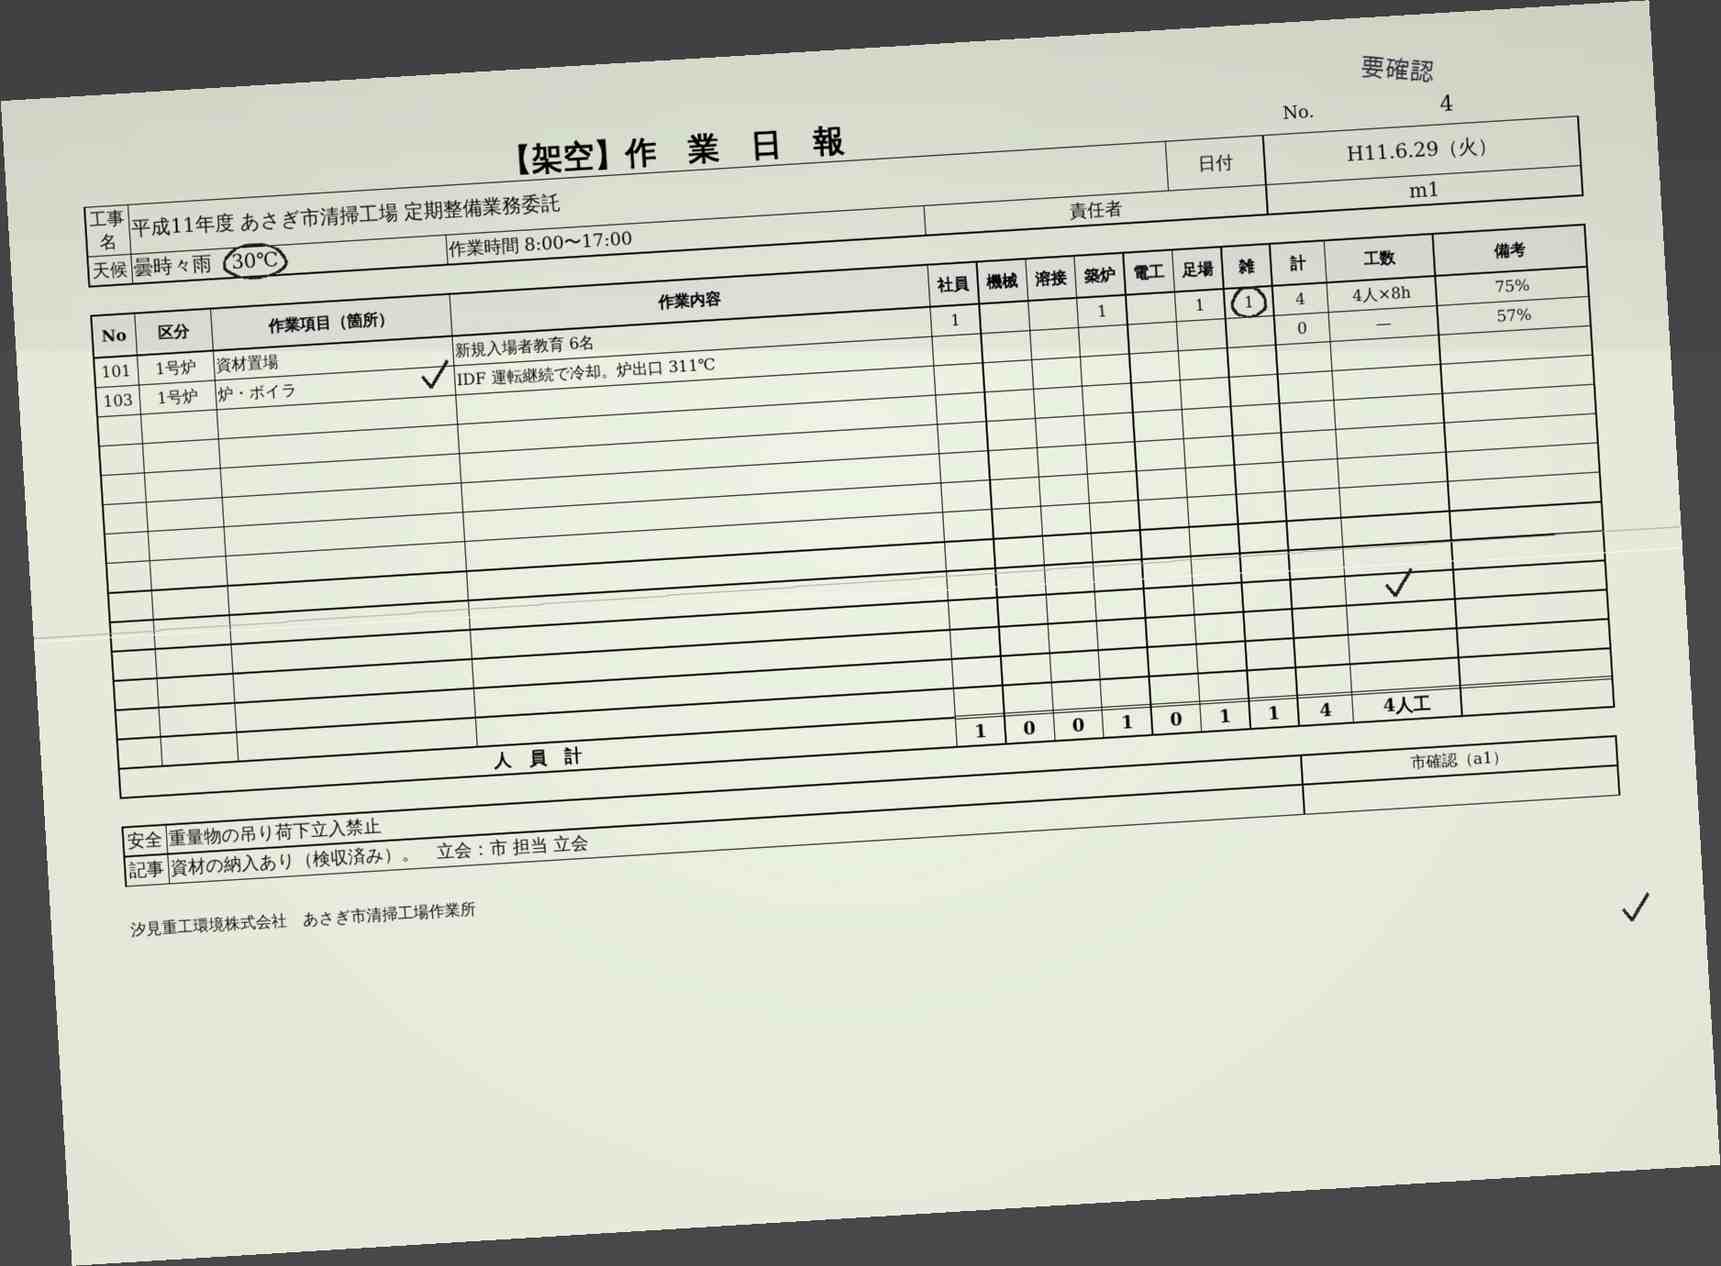 要確認
No. 4
【架空】作 業 日 報
工事名 平成11年度 あさぎ市清掃工場 定期整備業務委託 日付 H11.6.29（火）
天候 曇時々雨 30℃ 作業時間 8:00〜17:00 責任者 m1
No 区分 作業項目（箇所） 作業内容 社員 機械 溶接 築炉 電工 足場 雑 計 工数 備考
101 1号炉 資材置場 新規入場者教育 6名 1 1 1 1 4 4人×8h 75%
103 1号炉 炉・ボイラ IDF 運転継続で冷却。炉出口 311℃ 0 — 57%
人 員 計 1 0 0 1 0 1 1 4 4人工
安全 重量物の吊り荷下立入禁止 市確認（a1）
記事 資材の納入あり（検収済み）。 立会：市 担当 立会
汐見重工環境株式会社 あさぎ市清掃工場作業所